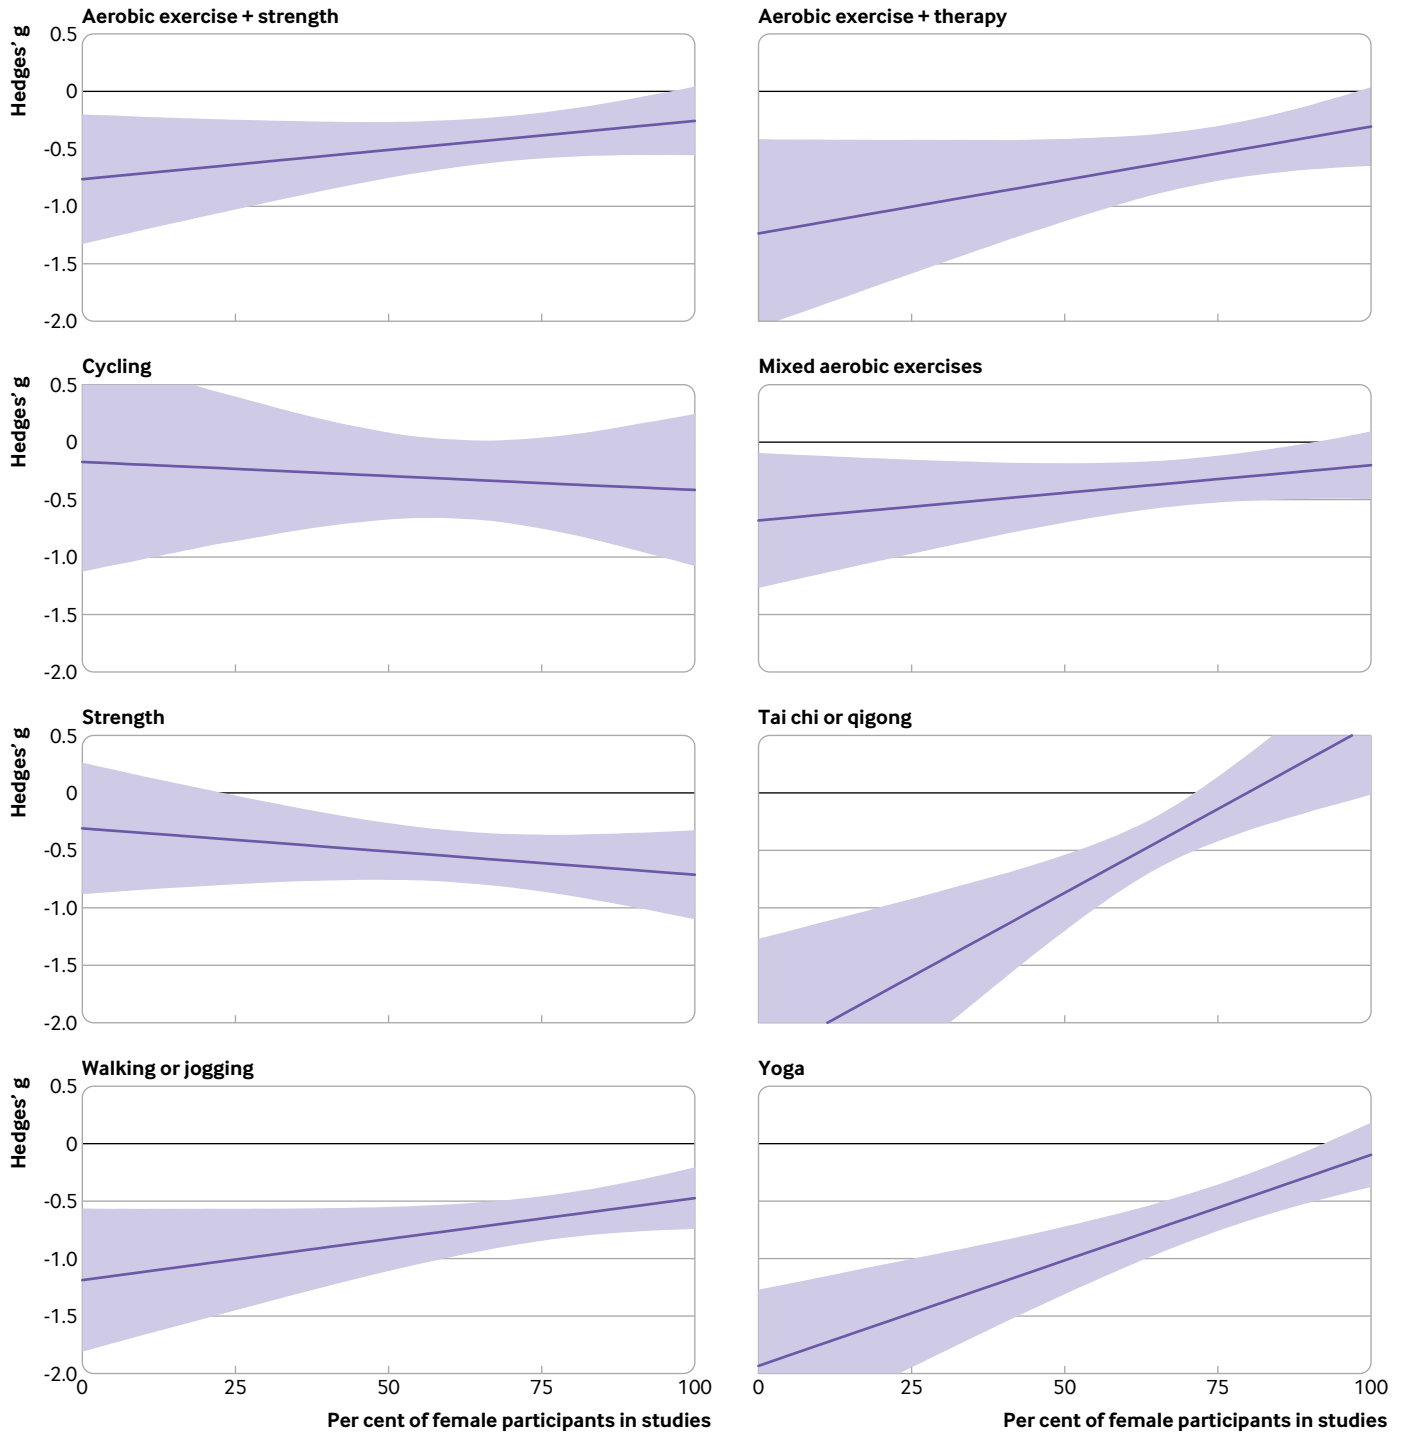 Aerobic exercise + strength
Aerobic exercise + therapy
Hedges’ g
0.5
0
-0.5
-1.0
-1.5
-2.0
Cycling
Mixed aerobic exercises
Hedges’ g
0.5
0
-0.5
-1.0
-1.5
-2.0
Strength
Tai chi or qigong
Hedges’ g
0.5
0
-0.5
-1.0
-1.5
-2.0
Walking or jogging
Yoga
Hedges’ g
0.5
0
-0.5
-1.0
-1.5
-2.0
0 25 50 75 100
0 25 50 75 100
Per cent of female participants in studies
Per cent of female participants in studies